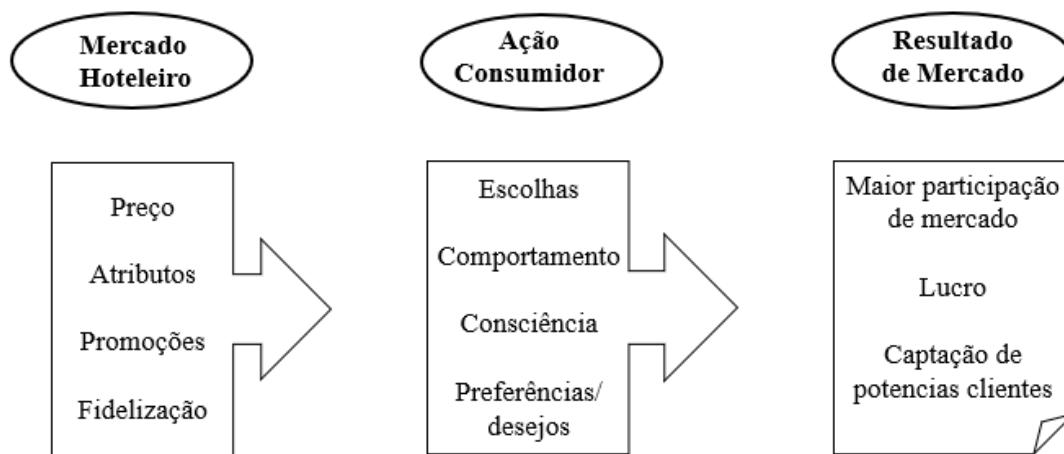 Mercado
Hoteleiro
Ação
Consumidor
Resultado
de Mercado
Preço
Atributos
Promoções
Fidelização
Escolhas
Comportamento
Consciência
Preferências/
desejos
Maior participação
de mercado
Lucro
Captação de
potencias clientes